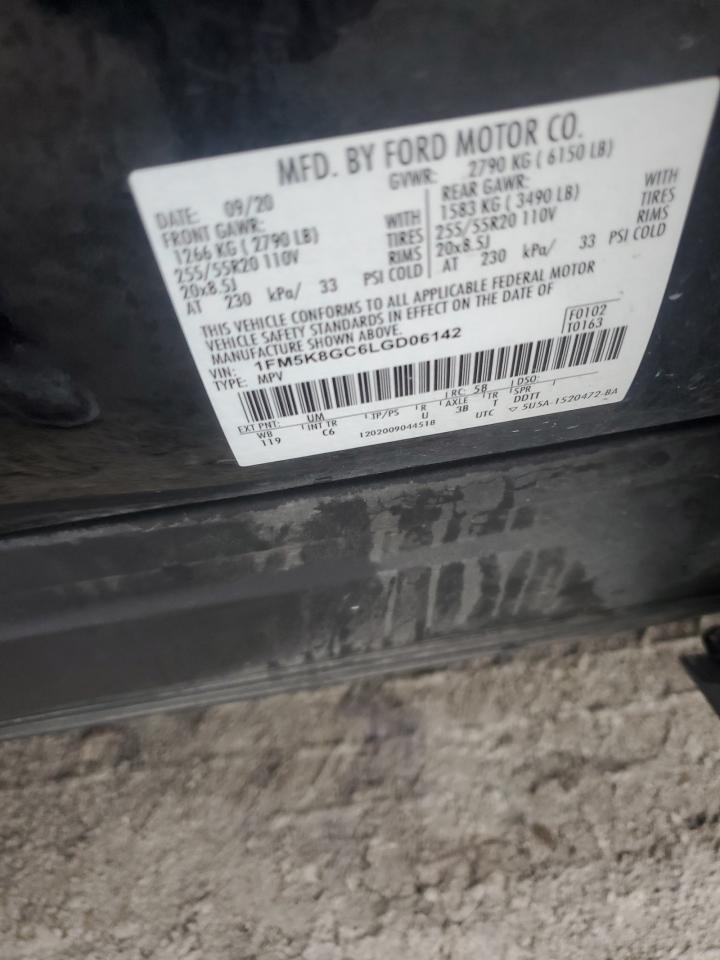 MFD. BY FORD MOTOR CO.
DATE: 09/20 GVWR: 2790 KG ( 6150 LB)
FRONT GAWR: REAR GAWR:
1266 KG ( 2790 LB) WITH 1583 KG ( 3490 LB) WITH
255/55R20 110V TIRES 255/55R20 110V TIRES
20x8.5J RIMS 20x8.5J RIMS
AT 230 kPa/ 33 PSI COLD AT 230 kPa/ 33 PSI COLD
THIS VEHICLE CONFORMS TO ALL APPLICABLE FEDERAL MOTOR
VEHICLE SAFETY STANDARDS IN EFFECT ON THE DATE OF
MANUFACTURE SHOWN ABOVE.
VIN: 1FM5K8GC6LGD06142 F0102
TYPE: MPV T0163
EXT PNT: UM RC: 58 DSO:
WB INT TR TP/PS R AXLE TR SPR
119 C6 U 3B T DDTT
1202009044518 UTC ▽ 5U5A-1520472-BA